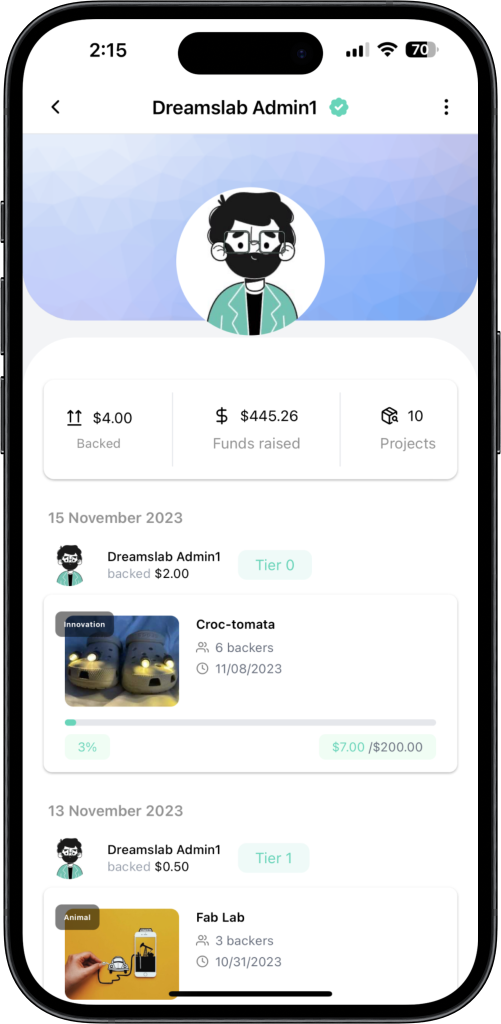 2:15
70
Dreamslab Admin1
$4.00
Backed
$445.26
Funds raised
10
Projects
15 November 2023
Dreamslab Admin1
backed $2.00
Tier 0
Innovation
Croc-tomata
6 backers
11/08/2023
3%
$7.00 /$200.00
13 November 2023
Dreamslab Admin1
backed $0.50
Tier 1
Animal
Fab Lab
3 backers
10/31/2023